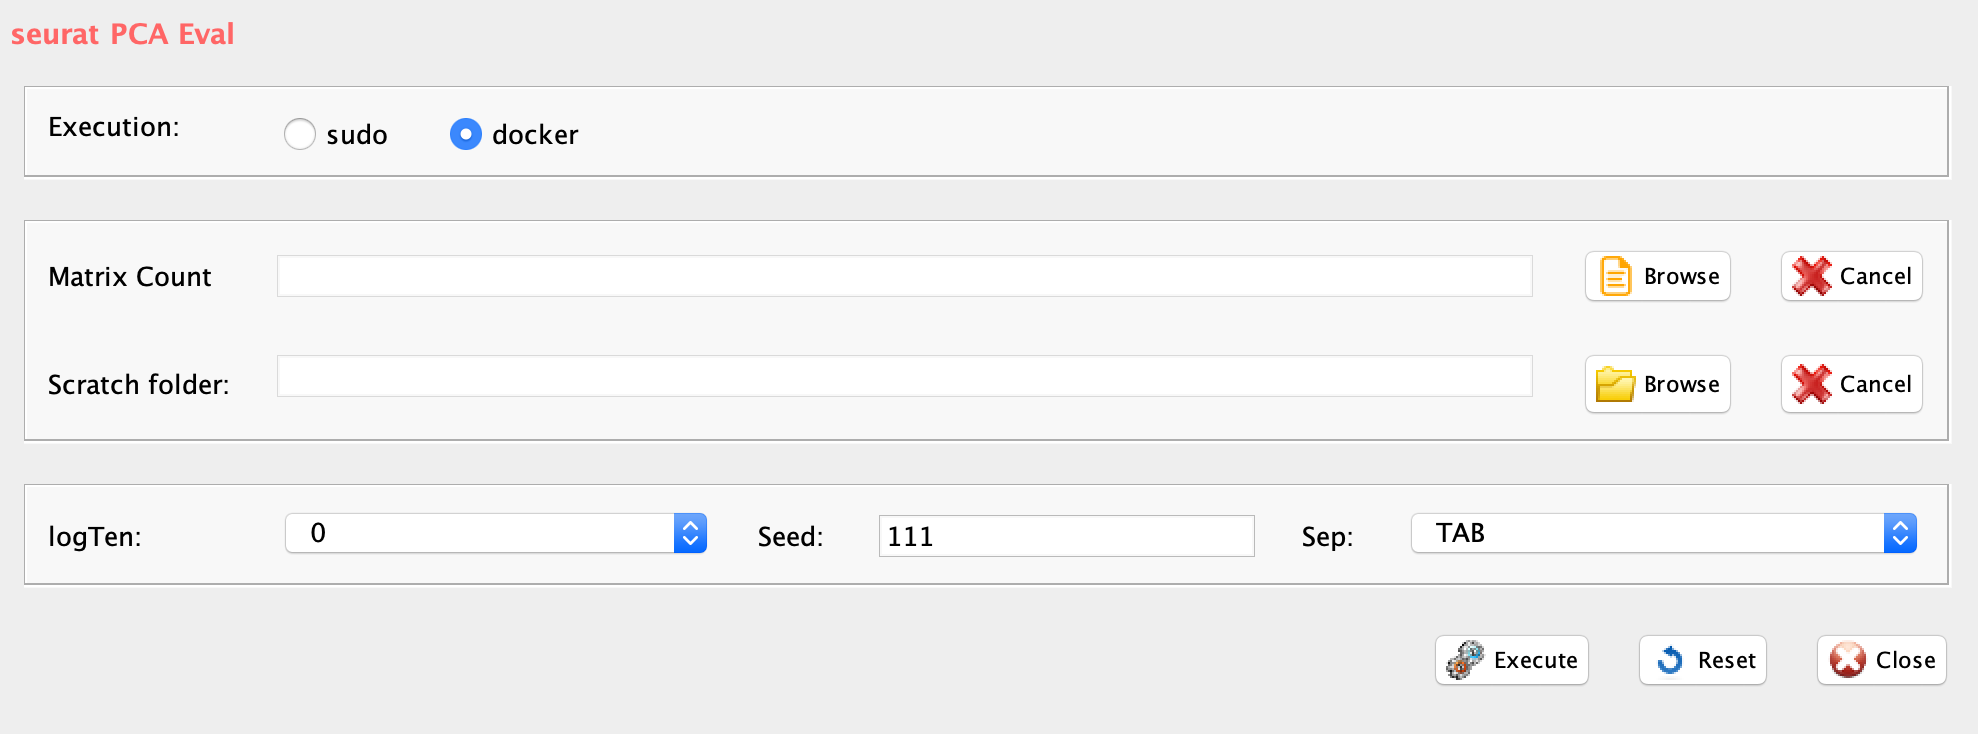 seurat PCA Eval
Execution: sudo docker
Matrix Count Browse Cancel
Scratch folder: Browse Cancel
logTen: 0 Seed: 111 Sep: TAB
Execute Reset Close